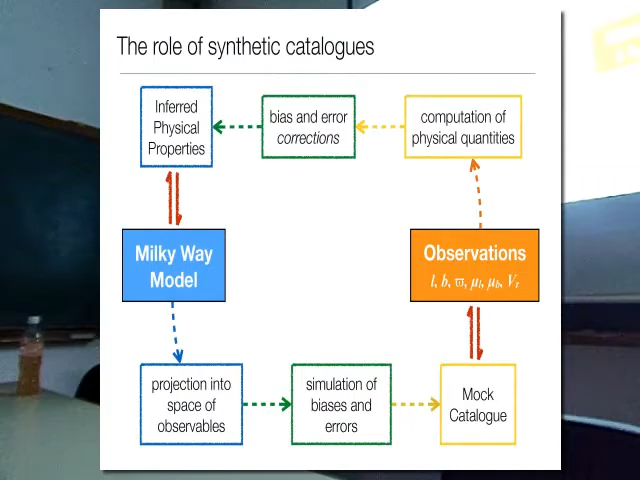 The role of synthetic catalogues
Inferred
Physical
Properties
bias and error
corrections
computation of
physical quantities
Milky Way
Model
Observations
l, b, ϖ, μl, μb, Vr
projection into
space of
observables
simulation of
biases and
errors
Mock
Catalogue